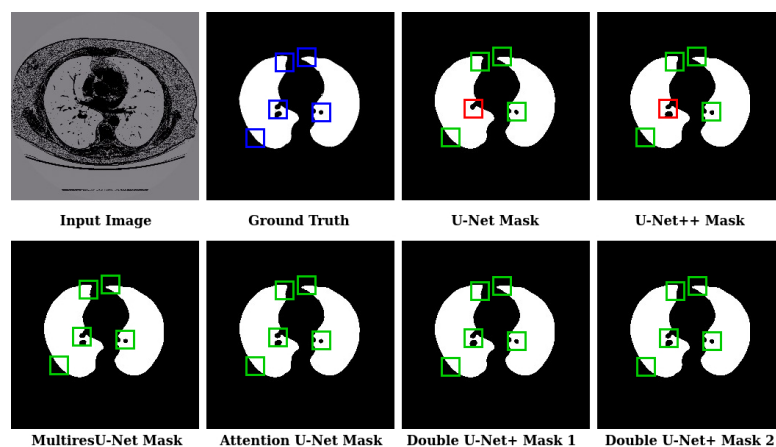 Input Image
Ground Truth
U-Net Mask
U-Net++ Mask
MultiresU-Net Mask
Attention U-Net Mask
Double U-Net+ Mask 1
Double U-Net+ Mask 2